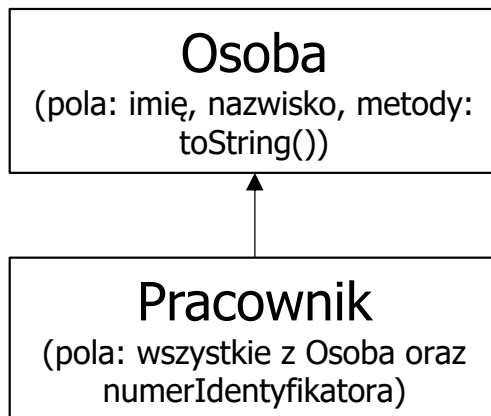 Osoba
(pola: imię, nazwisko, metody:
toString())
Pracownik
(pola: wszystkie z Osoba oraz
numerIdentyfikatora)